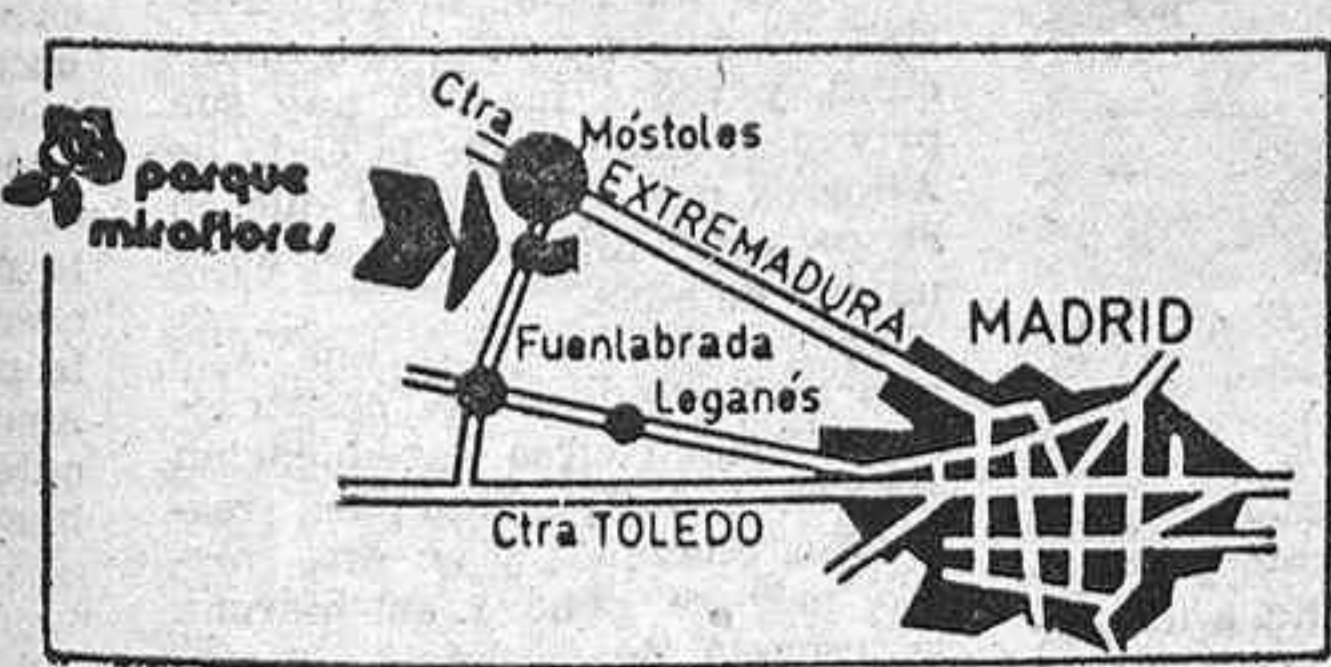 Ctra
Móstoles
EXTREMADURA
parque
miraflores
MADRID
Fuenlabrada
Leganés
Ctra TOLEDO